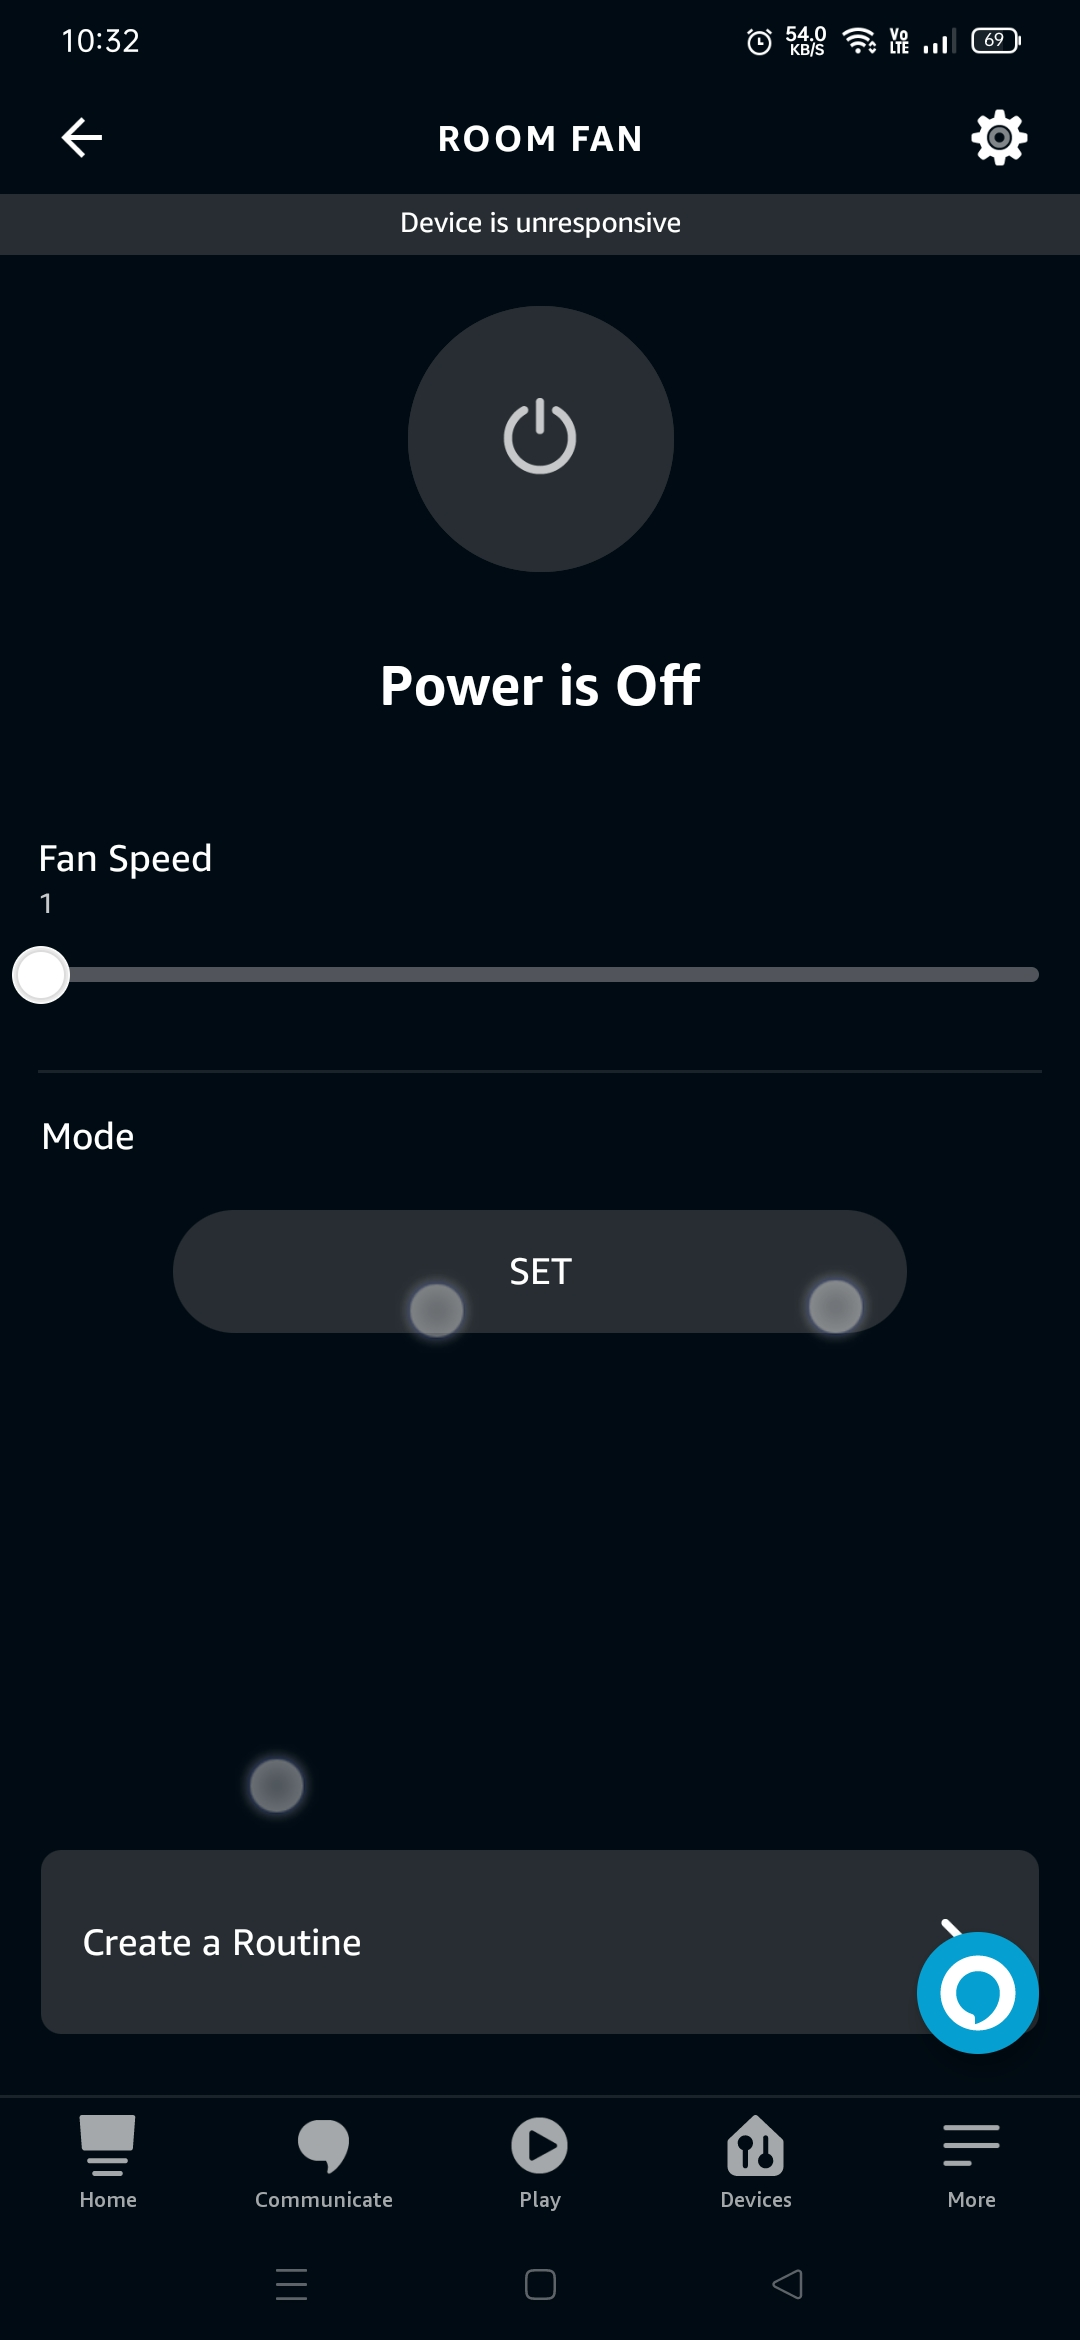 10:32
54.0
KB/S
Vo
LTE
69
ROOM FAN
Device is unresponsive
Power is Off
Fan Speed
1
Mode
SET
Create a Routine
Home Communicate Play Devices More